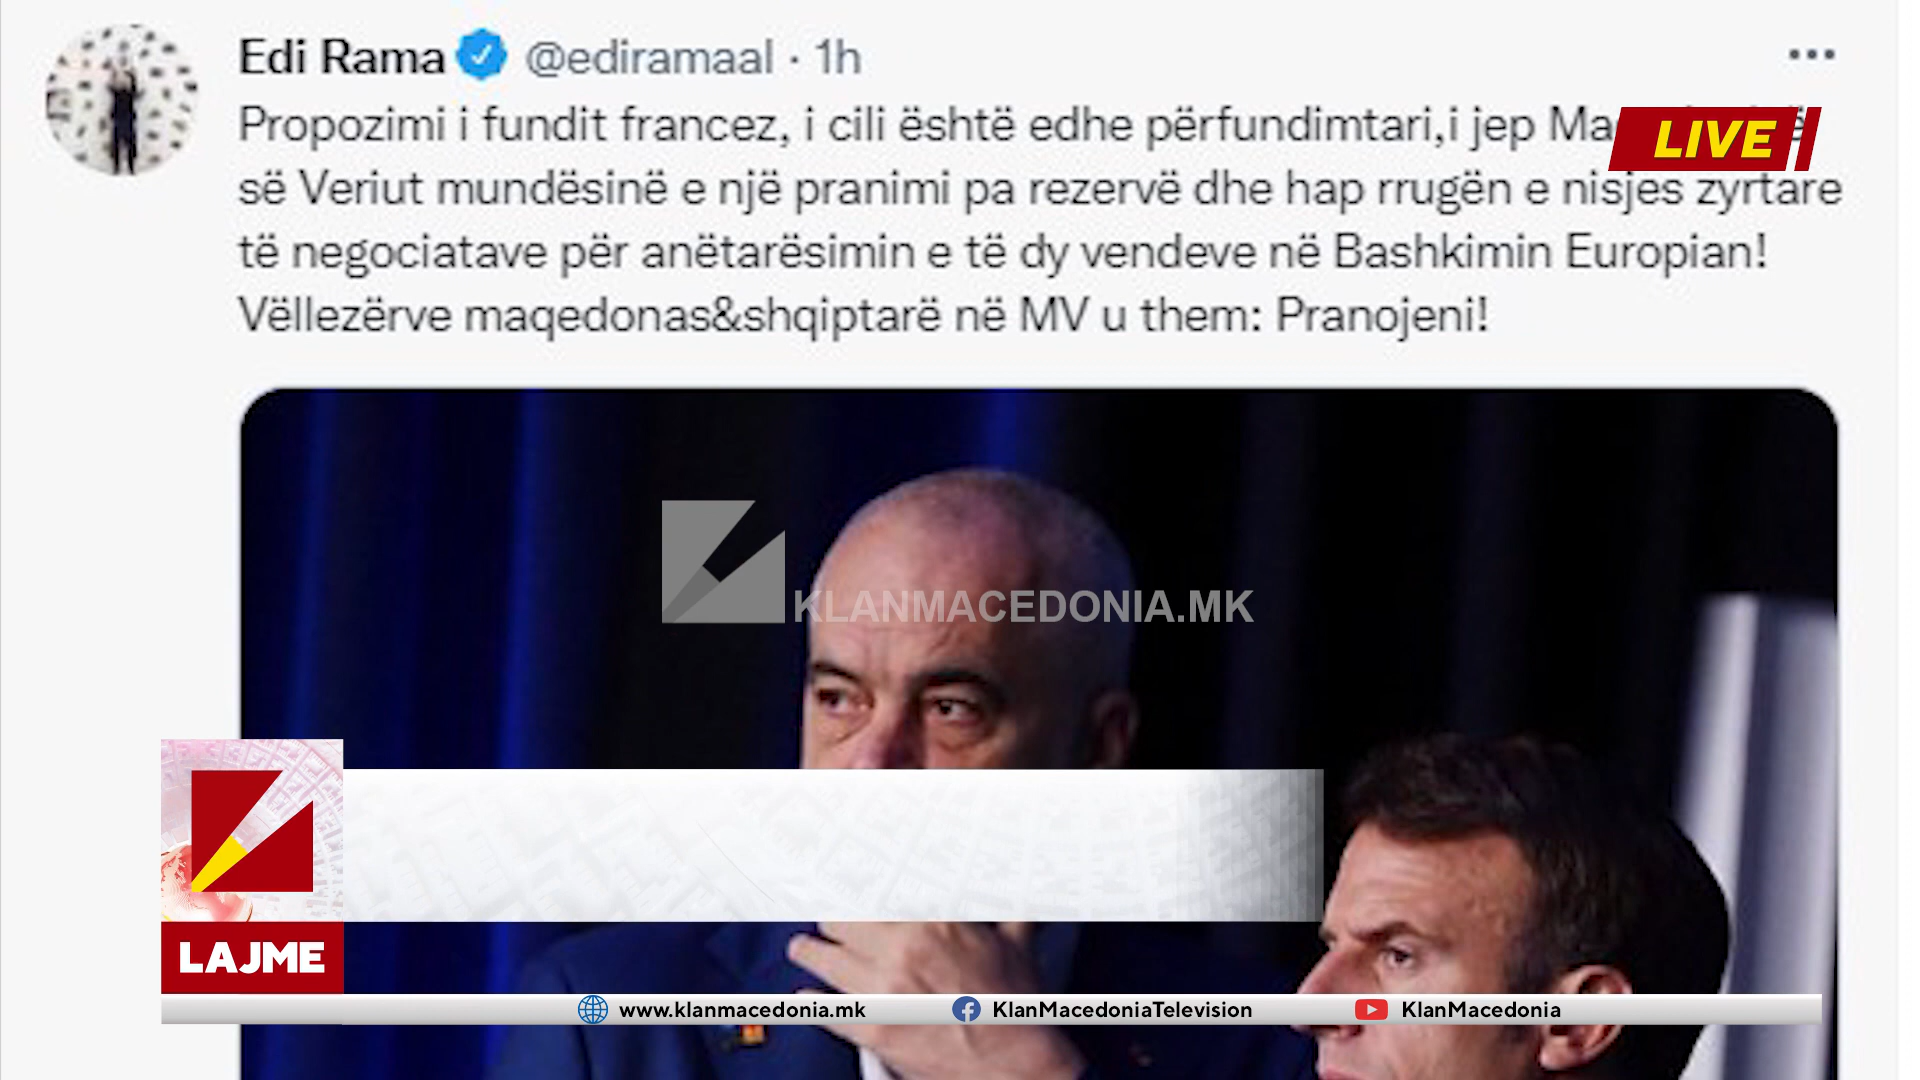 Edi Rama @ediramaal · 1h
Propozimi i fundit francez, i cili është edhe përfundimtari,i jep
LIVE
së Veriut mundësinë e një pranimi pa rezervë dhe hap rrugën e nisjes zyrtare
të negociatave për anëtarësimin e të dy vendeve në Bashkimin Europian!
Vëllezërve maqedonas&shqiptarë në MV u them: Pranojeni!
KLANMACEDONIA.MK
LAJME
www.klanmacedonia.mk KlanMacedoniaTelevision KlanMacedonia